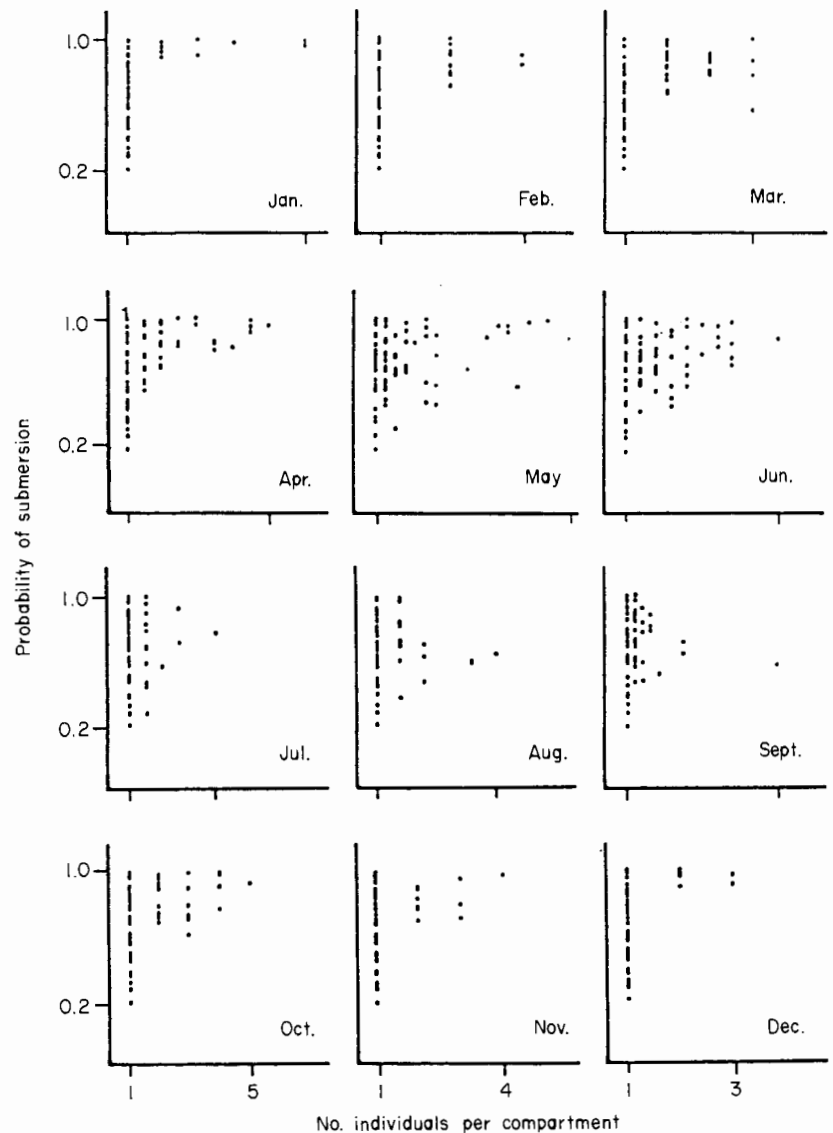 1.0
0.2
Jan.
Feb.
Mar.
1.0
0.2
Apr.
May
Jun.
Probability of submersion
1.0
0.2
Jul.
Aug.
Sept.
1.0
0.2
Oct.
Nov.
Dec.
1 5 1 4 1 3
No. individuals per compartment